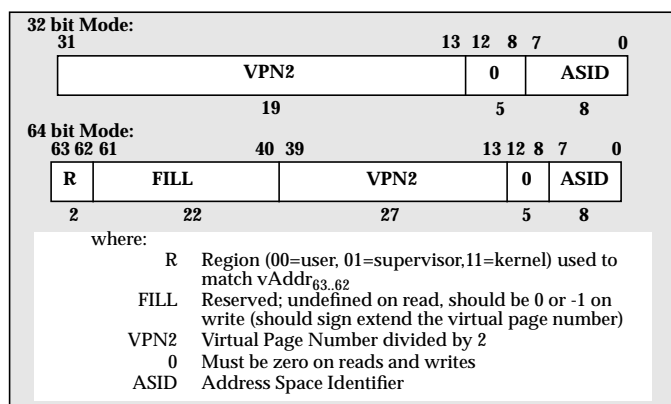 32 bit Mode:
31 13 12 8 7 0
VPN2 0 ASID
19 5 8
64 bit Mode:
63 62 61 40 39 13 12 8 7 0
R FILL VPN2 0 ASID
2 22 27 5 8
where:
R Region (00=user, 01=supervisor,11=kernel) used to
match vAddr63..62
FILL Reserved; undefined on read, should be 0 or -1 on
write (should sign extend the virtual page number)
VPN2 Virtual Page Number divided by 2
0 Must be zero on reads and writes
ASID Address Space Identifier